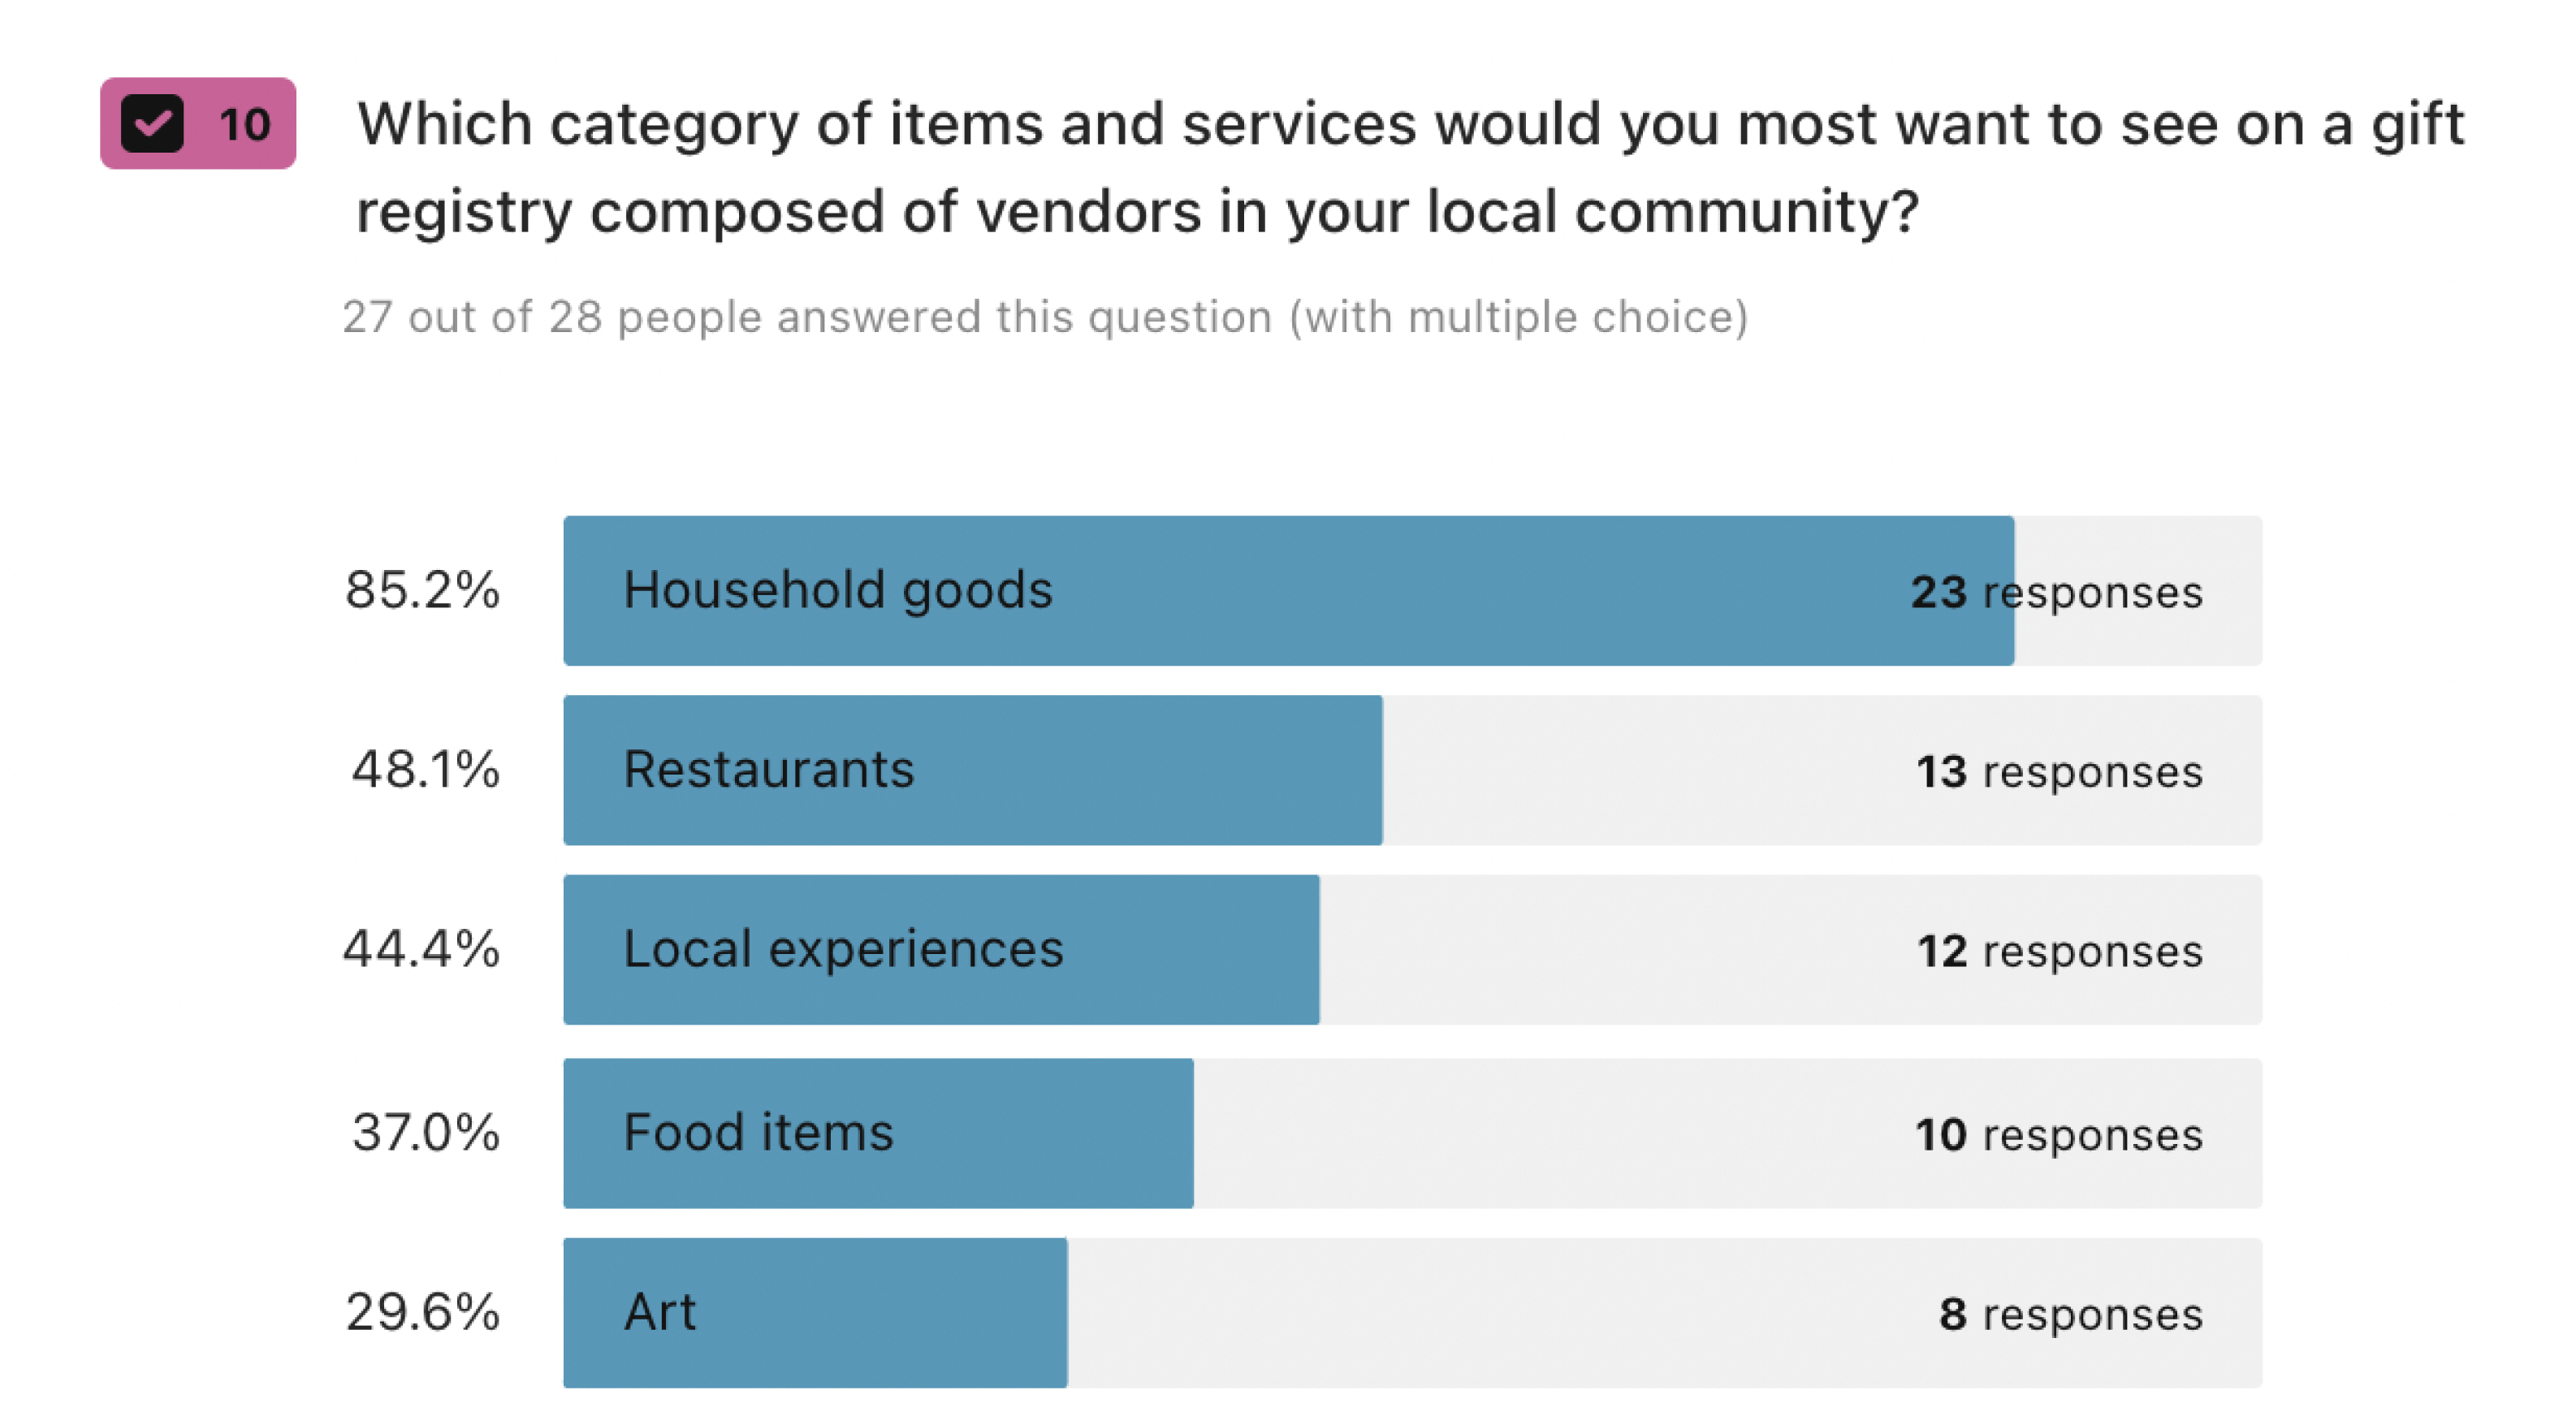 10
Which category of items and services would you most want to see on a gift
registry composed of vendors in your local community?
27 out of 28 people answered this question (with multiple choice)
85.2% Household goods 23 responses
48.1% Restaurants 13 responses
44.4% Local experiences 12 responses
37.0% Food items 10 responses
29.6% Art 8 responses